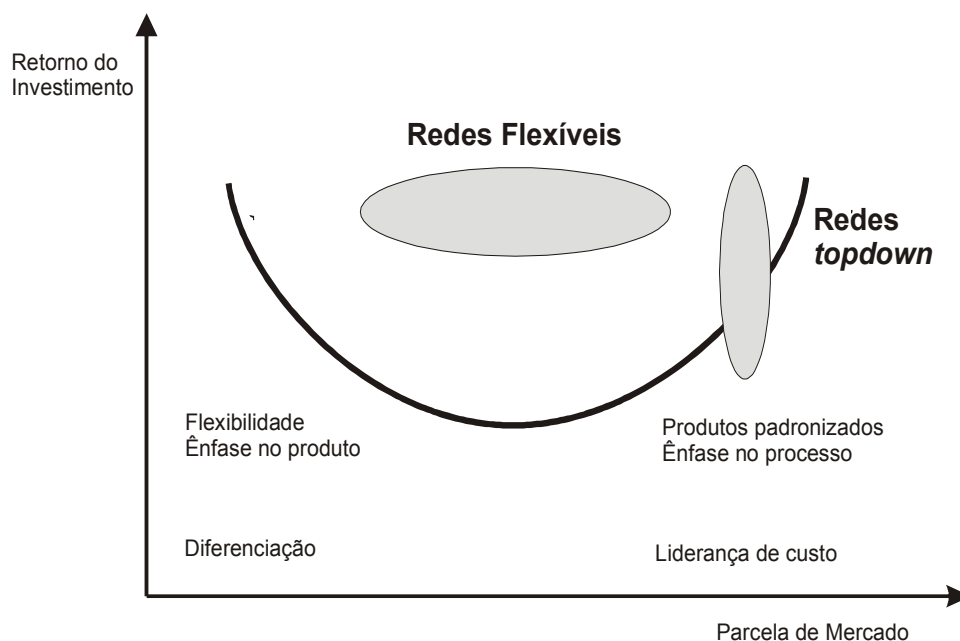 Retorno do
Investimento
Redes Flexíveis
Redes
topdown
Flexibilidade
Ênfase no produto
Produtos padronizados
Ênfase no processo
Diferenciação
Liderança de custo
Parcela de Mercado